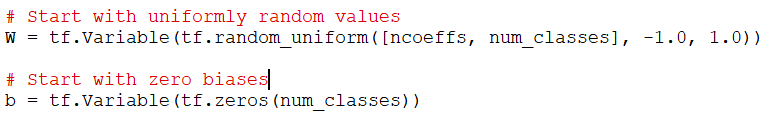 # Start with uniformly random values
W = tf.Variable(tf.random_uniform([ncoeffs, num_classes], -1.0, 1.0))
# Start with zero biases
b = tf.Variable(tf.zeros(num_classes))